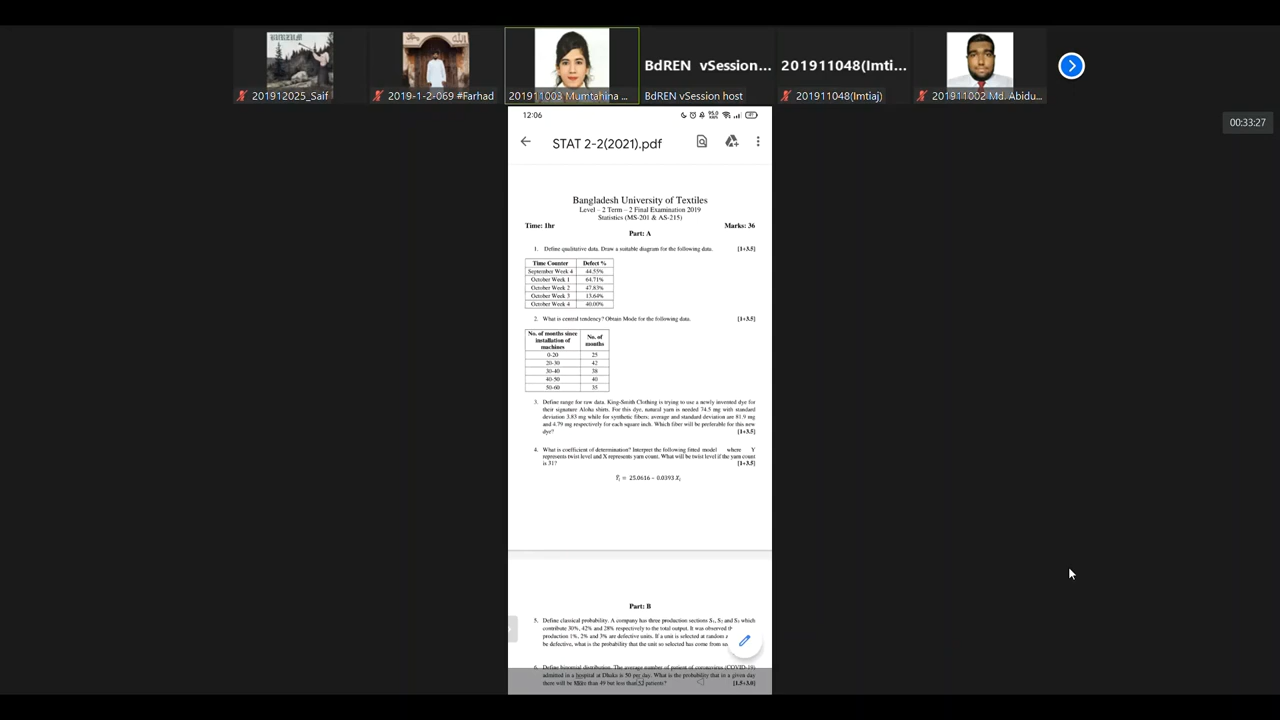 BdREN vSession...
201911048(Imti...
201912025_Saif
2019-1-2-069 #Farhad
201911003 Mumtahina ...
BdREN vSession host
201911048(Imtiaj)
201911002 Md. Abidu...
00:33:27
12:06
STAT 2-2(2021).pdf
Bangladesh University of Textiles
Level – 2 Term – 2 Final Examination 2019
Statistics (MS-201 & AS-215)
Time: 1hr Marks: 36
Part: A
1. Define qualitative data. Draw a suitable diagram for the following data. [1+3.5]
Time Counter Defect %
September Week 4 44.55%
October Week 1 64.71%
October Week 2 47.83%
October Week 3 13.64%
October Week 4 40.00%
2. What is central tendency? Obtain Mode for the following data. [1+3.5]
No. of months since installation of machines No. of months
0-20 25
20-30 42
30-40 38
40-50 40
50-60 35
3. Define range for raw data. King-Smith Clothing is trying to use a newly invented dye for
their signature Aloha shirts. For this dye, natural yarn is needed 74.5 mg with standard
deviation 3.83 mg while for synthetic fibers; average and standard deviation are 81.9 mg
and 4.79 mg respectively for each square inch. Which fiber will be preferable for this new
dye? [1+3.5]
4. What is coefficient of determination? Interpret the following fitted model where Y
represents twist level and X represents yarn count. What will be twist level if the yarn count
is 31? [1+3.5]
Ŷᵢ = 25.0616 − 0.0393 Xᵢ
Part: B
5. Define classical probability. A company has three production sections S₁, S₂ and S₃ which
contribute 30%, 42% and 28% respectively to the total output. It was observed th
production 1%, 2% and 3% are defective units. If a unit is selected at random a
be defective, what is the probability that the unit so selected has come from
6. Define binomial distribution. The average number of patient of coronavirus (COVID-19)
admitted in a hospital at Dhaka is 50 per day. What is the probability that in a given day
there will be More than 49 but less than 52 patients? [1.5+3.0]